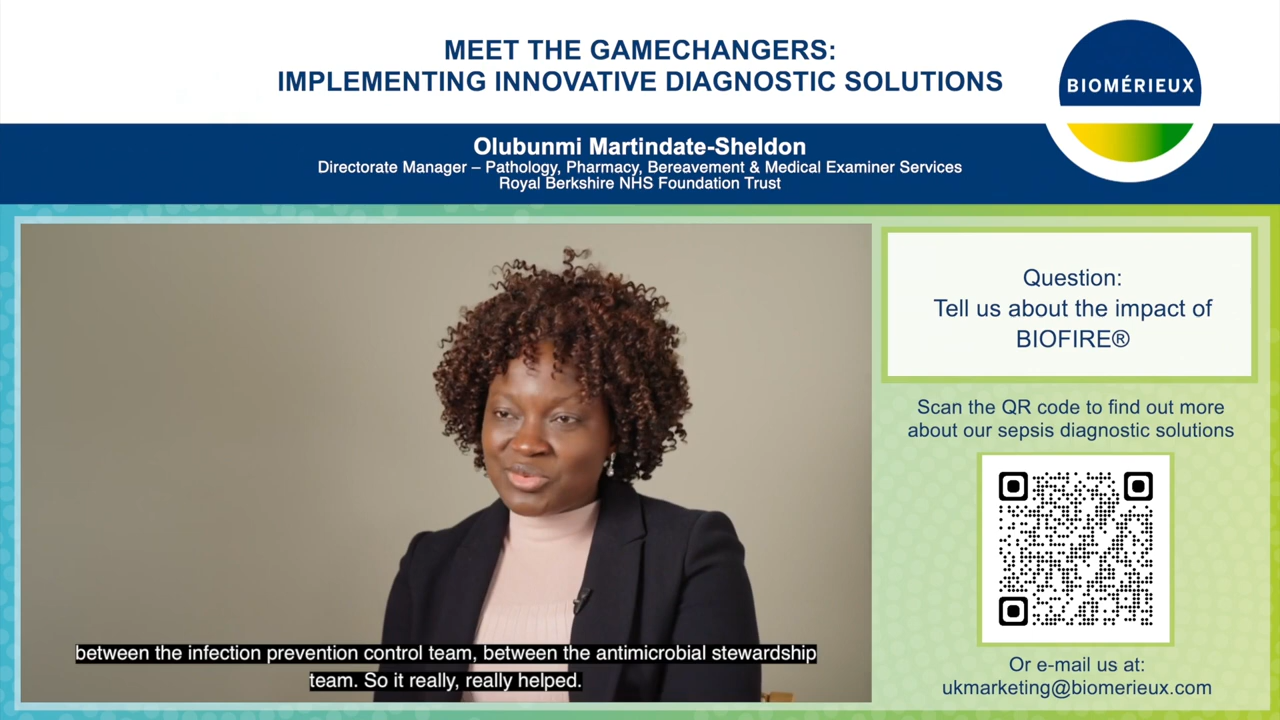 MEET THE GAMECHANGERS:
IMPLEMENTING INNOVATIVE DIAGNOSTIC SOLUTIONS
BIOMÉRIEUX
Olubunmi Martindate-Sheldon
Directorate Manager – Pathology, Pharmacy, Bereavement & Medical Examiner Services
Royal Berkshire NHS Foundation Trust
Question:
Tell us about the impact of
BIOFIRE®
Scan the QR code to find out more
about our sepsis diagnostic solutions
Or e-mail us at:
ukmarketing@biomerieux.com
between the infection prevention control team, between the antimicrobial stewardship
team. So it really, really helped.